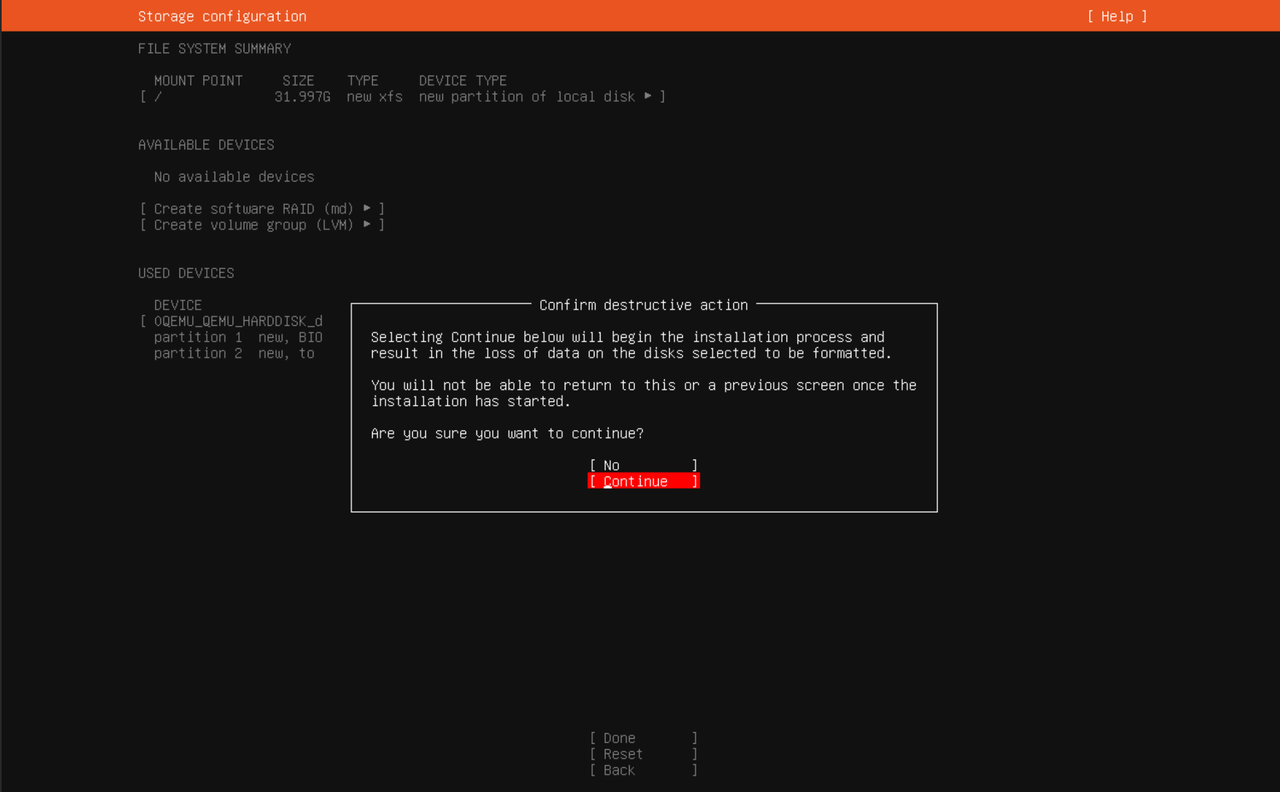 Storage configuration [ Help ]
FILE SYSTEM SUMMARY
MOUNT POINT SIZE TYPE DEVICE TYPE
[ / 31.997G new xfs new partition of local disk ▸ ]
AVAILABLE DEVICES
No available devices
[ Create software RAID (md) ▸ ]
[ Create volume group (LVM) ▸ ]
USED DEVICES
DEVICE
[ 0QEMU_QEMU_HARDDISK_d
partition 1 new, BIO
partition 2 new, to
Confirm destructive action
Selecting Continue below will begin the installation process and
result in the loss of data on the disks selected to be formatted.
You will not be able to return to this or a previous screen once the
installation has started.
Are you sure you want to continue?
[ No ]
[ Continue ]
[ Done ]
[ Reset ]
[ Back ]